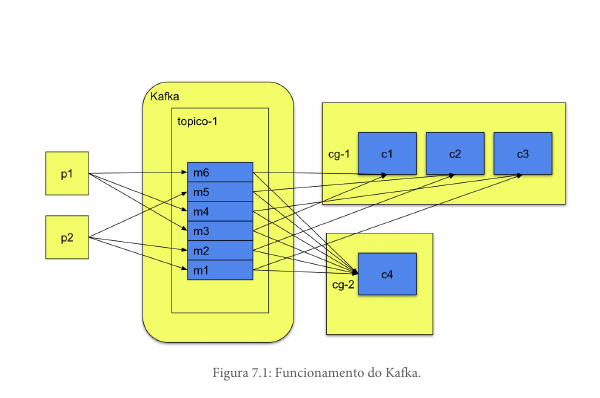 Kafka
topico-1
p1
p2
m6
m5
m4
m3
m2
m1
cg-1
c1
c2
c3
cg-2
c4
Figura 7.1: Funcionamento do Kafka.